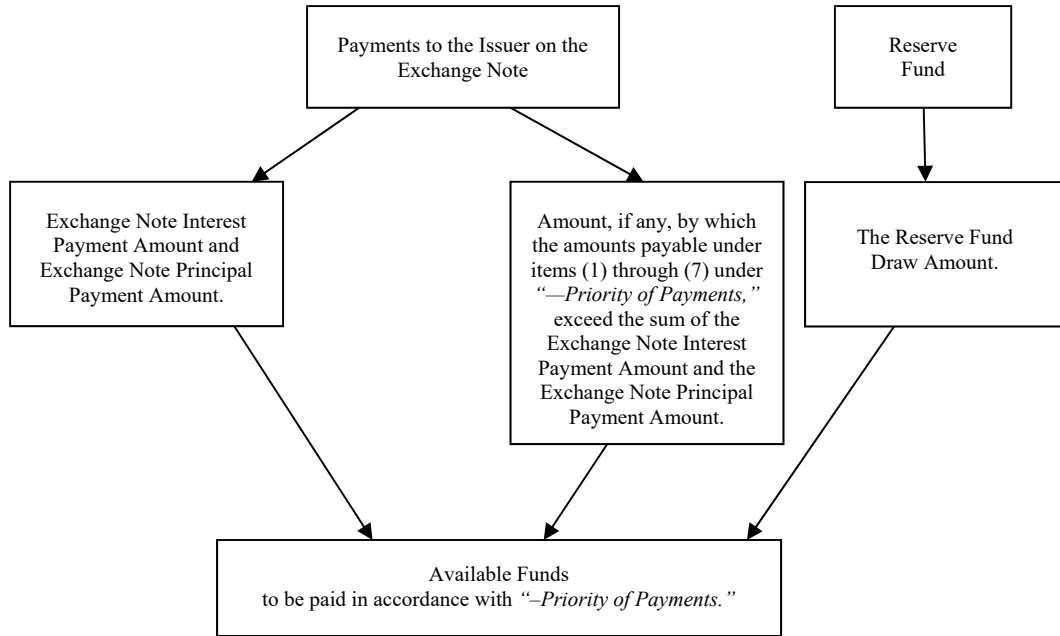 Payments to the Issuer on the
Exchange Note
Reserve
Fund
Exchange Note Interest
Payment Amount and
Exchange Note Principal
Payment Amount.
Amount, if any, by which
the amounts payable under
items (1) through (7) under
“—Priority of Payments,”
exceed the sum of the
Exchange Note Interest
Payment Amount and the
Exchange Note Principal
Payment Amount.
The Reserve Fund
Draw Amount.
Available Funds
to be paid in accordance with “–Priority of Payments.”